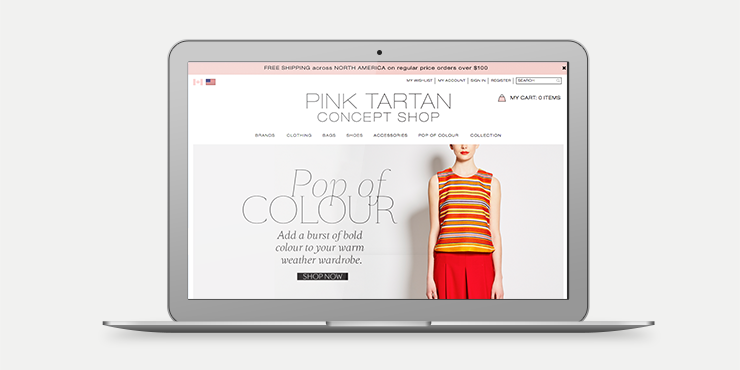 FREE SHIPPING across NORTH AMERICA on regular price orders over $100 x
MY WISHLIST | MY ACCOUNT | SIGN IN | REGISTER | SEARCH
PINK TARTAN
CONCEPT SHOP
MY CART: 0 ITEMS
BRANDS CLOTHING BAGS SHOES ACCESSORIES POP OF COLOUR COLLECTION
Pop of
COLOUR
Add a burst of bold
colour to your warm
weather wardrobe.
SHOP NOW